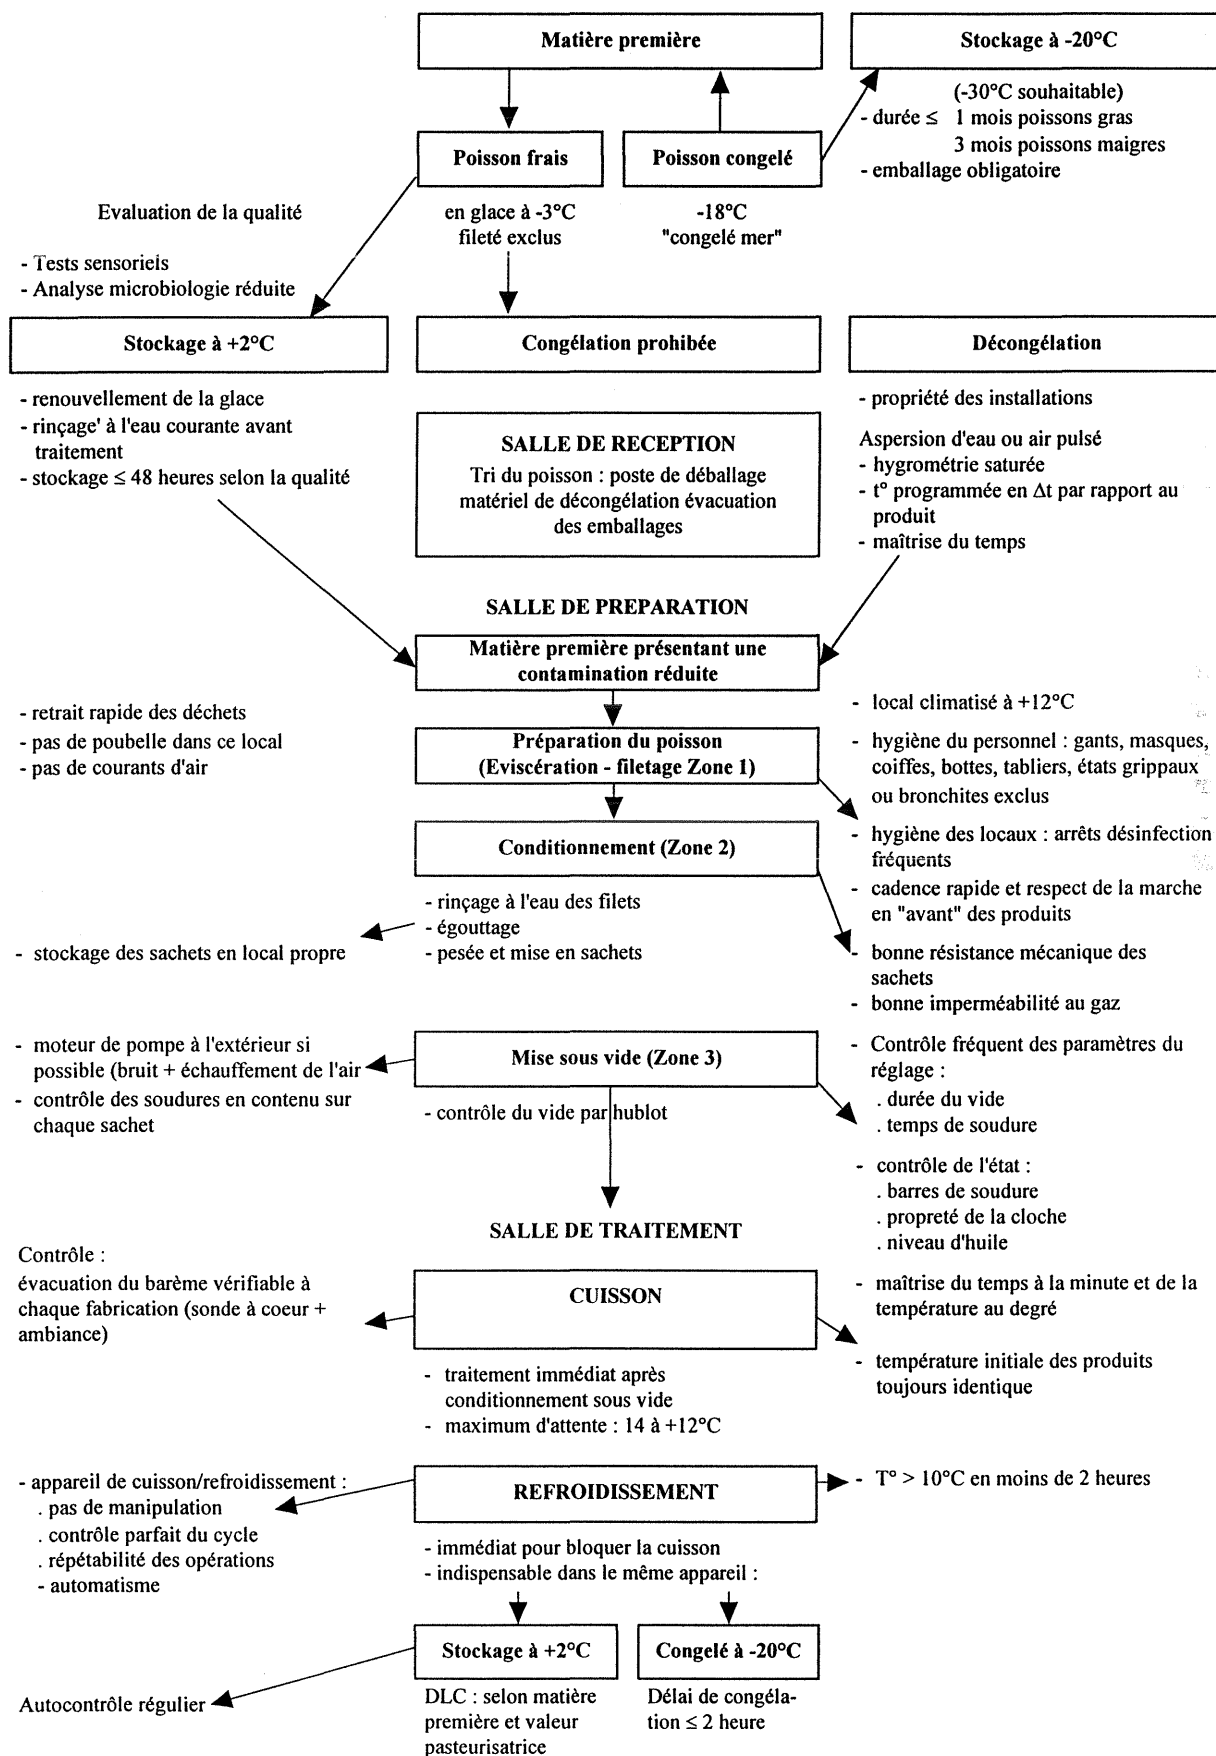 Matière première
Stockage à -20°C
(-30°C souhaitable)
- durée ≤ 1 mois poissons gras
3 mois poissons maigres
- emballage obligatoire
Poisson frais
Poisson congelé
Evaluation de la qualité
en glace à -3°C
fileté exclus
-18°C
"congelé mer"
- Tests sensoriels
- Analyse microbiologie réduite
Stockage à +2°C
Congélation prohibée
Décongélation
- renouvellement de la glace
- rinçage' à l'eau courante avant
traitement
- stockage ≤ 48 heures selon la qualité
SALLE DE RECEPTION
Tri du poisson : poste de déballage
matériel de décongélation évacuation
des emballages
- propriété des installations
Aspersion d'eau ou air pulsé
- hygrométrie saturée
- t° programmée en Δt par rapport au
produit
- maîtrise du temps
SALLE DE PREPARATION
Matière première présentant une
contamination réduite
- retrait rapide des déchets
- pas de poubelle dans ce local
- pas de courants d'air
Préparation du poisson
(Eviscération - filetage Zone 1)
- local climatisé à +12°C
- hygiène du personnel : gants, masques,
coiffes, bottes, tabliers, états grippaux
ou bronchites exclus
- hygiène des locaux : arrêts désinfection
fréquents
- cadence rapide et respect de la marche
en "avant" des produits
Conditionnement (Zone 2)
- rinçage à l'eau des filets
- égouttage
- pesée et mise en sachets
- stockage des sachets en local propre
- bonne résistance mécanique des
sachets
- bonne imperméabilité au gaz
- moteur de pompe à l'extérieur si
possible (bruit + échauffement de l'air
- contrôle des soudures en contenu sur
chaque sachet
Mise sous vide (Zone 3)
- contrôle du vide par hublot
- Contrôle fréquent des paramètres du
réglage :
. durée du vide
. temps de soudure
- contrôle de l'état :
. barres de soudure
. propreté de la cloche
. niveau d'huile
SALLE DE TRAITEMENT
Contrôle :
évacuation du barème vérifiable à
chaque fabrication (sonde à coeur +
ambiance)
CUISSON
- maîtrise du temps à la minute et de la
température au degré
- température initiale des produits
toujours identique
- traitement immédiat après
conditionnement sous vide
- maximum d'attente : 14 à +12°C
- appareil de cuisson/refroidissement :
. pas de manipulation
. contrôle parfait du cycle
. répétabilité des opérations
- automatisme
REFROIDISSEMENT
- T° > 10°C en moins de 2 heures
- immédiat pour bloquer la cuisson
- indispensable dans le même appareil :
Stockage à +2°C
Congelé à -20°C
Autocontrôle régulier
DLC : selon matière
première et valeur
pasteurisatrice
Délai de congéla-
tion ≤ 2 heure